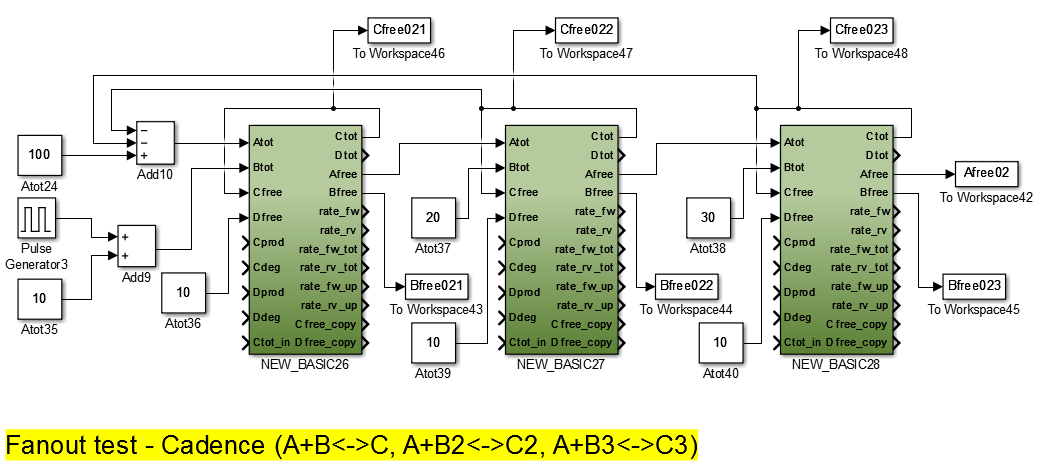 Cfree021
To Workspace46
Cfree022
To Workspace47
Cfree023
To Workspace48
100
Atot24
−
−
+
Add10
Pulse
Generator3
10
Atot35
+
+
Add9
10
Atot36
Atot
Btot
Cfree
Dfree
Cprod
Cdeg
Dprod
Ddeg
Ctot_in
Ctot
Dtot
Afree
Bfree
rate_fw
rate_rv
rate_fw_tot
rate_rv_tot
rate_fw_up
rate_rv_up
C free_copy
D free_copy
NEW_BASIC26
Bfree021
To Workspace43
20
Atot37
10
Atot39
Atot
Btot
Cfree
Dfree
Cprod
Cdeg
Dprod
Ddeg
Ctot_in
Ctot
Dtot
Afree
Bfree
rate_fw
rate_rv
rate_fw_tot
rate_rv_tot
rate_fw_up
rate_rv_up
C free_copy
D free_copy
NEW_BASIC27
Bfree022
To Workspace44
30
Atot38
10
Atot40
Atot
Btot
Cfree
Dfree
Cprod
Cdeg
Dprod
Ddeg
Ctot_in
Ctot
Dtot
Afree
Bfree
rate_fw
rate_rv
rate_fw_tot
rate_rv_tot
rate_fw_up
rate_rv_up
C free_copy
D free_copy
NEW_BASIC28
Afree02
To Workspace42
Bfree023
To Workspace45
Fanout test - Cadence (A+B<->C, A+B2<->C2, A+B3<->C3)